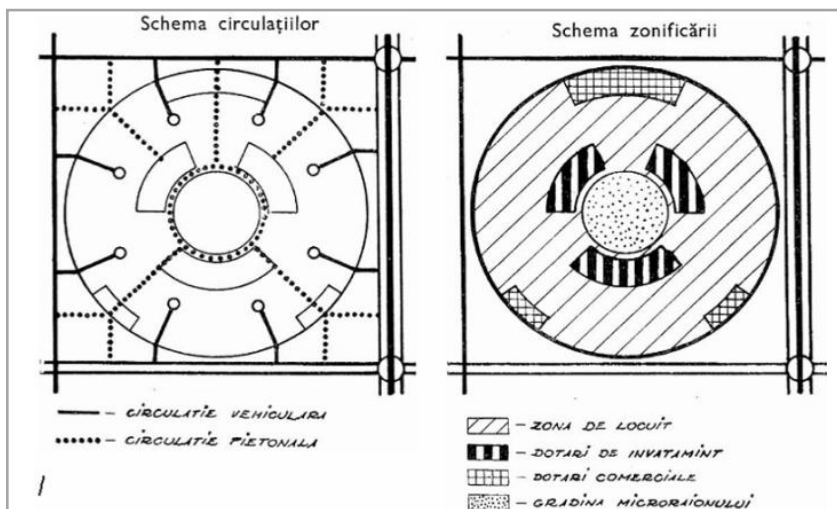 Schema circulațiilor
— CIRCULATIE VEHICULARA
— CIRCULATIE PIETONALA
Schema zonificării
— ZONA DE LOCUIT
— DOTARI DE INVATAMINT
— DOTARI COMERCIALE
— GRADINA MICRORAIONULUI